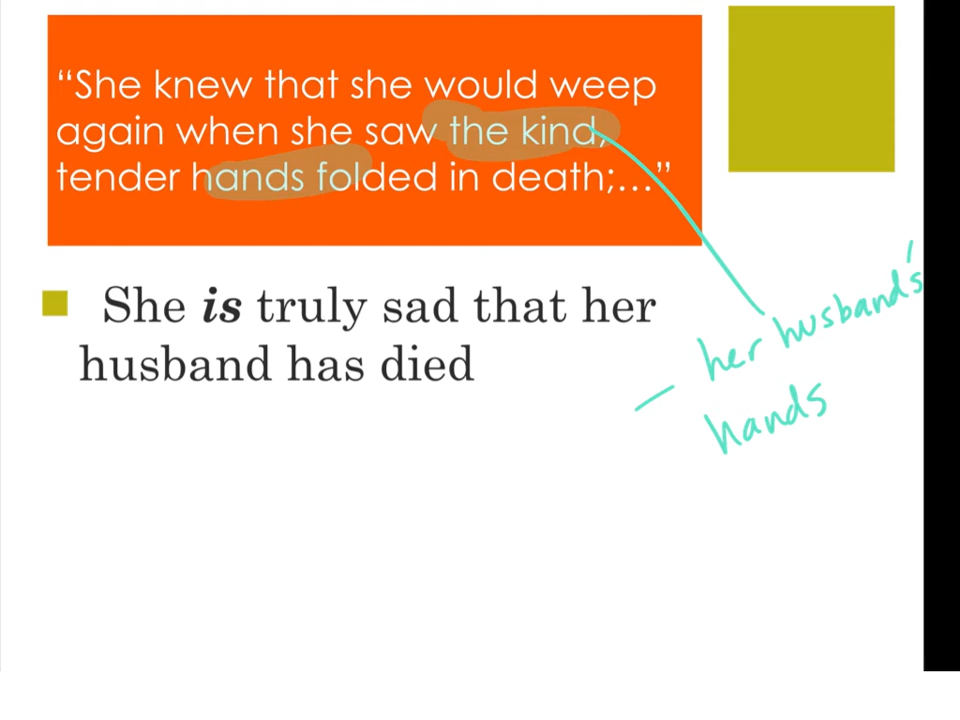 “She knew that she would weep
again when she saw the kind,
tender hands folded in death;...”
She is truly sad that her
husband has died
her husband's
hands